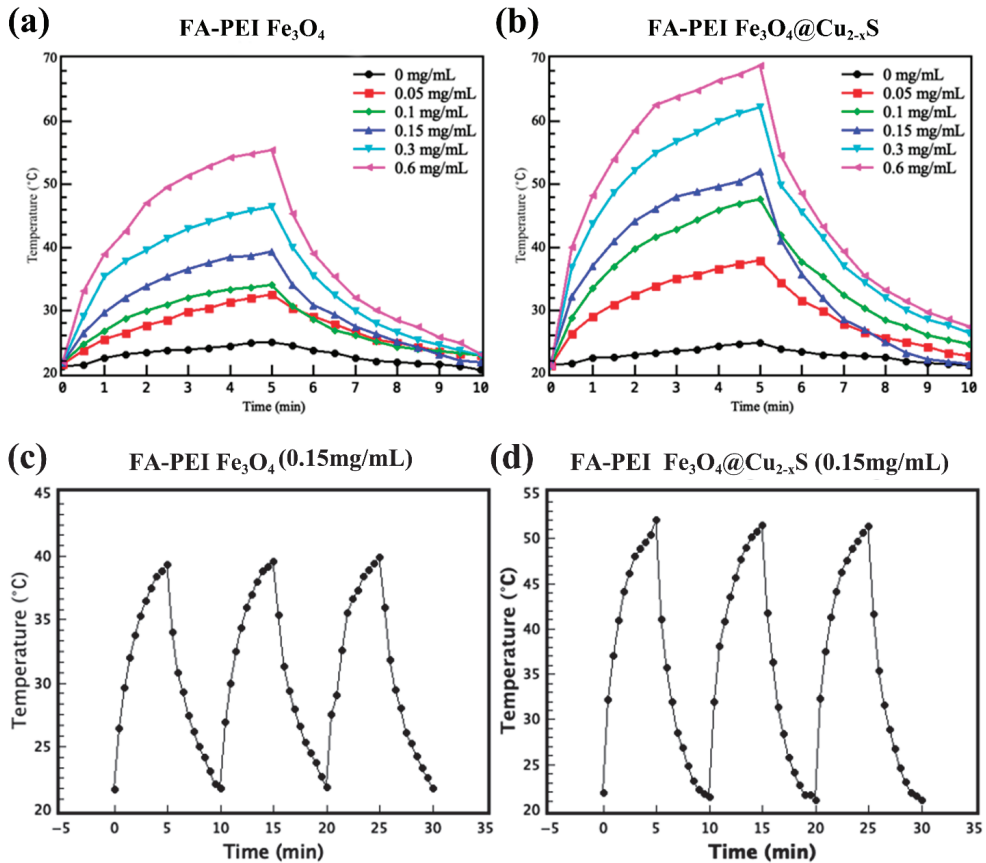 (a)
FA-PEI Fe₃O₄
70
60
50
40
30
20
0 1 2 3 4 5 6 7 8 9 10
Temperature (°C)
Time (min)
0 mg/mL
0.05 mg/mL
0.1 mg/mL
0.15 mg/mL
0.3 mg/mL
0.6 mg/mL
(b)
FA-PEI Fe₃O₄@Cu₂₋ₓS
70
60
50
40
30
20
0 1 2 3 4 5 6 7 8 9 10
Temperature (°C)
Time (min)
0 mg/mL
0.05 mg/mL
0.1 mg/mL
0.15 mg/mL
0.3 mg/mL
0.6 mg/mL
(c)
FA-PEI Fe₃O₄ (0.15mg/mL)
45
40
35
30
25
20
-5 0 5 10 15 20 25 30 35
Temperature (°C)
Time (min)
(d)
FA-PEI Fe₃O₄@Cu₂₋ₓS (0.15mg/mL)
55
50
45
40
35
30
25
20
-5 0 5 10 15 20 25 30 35
Temperature (°C)
Time (min)